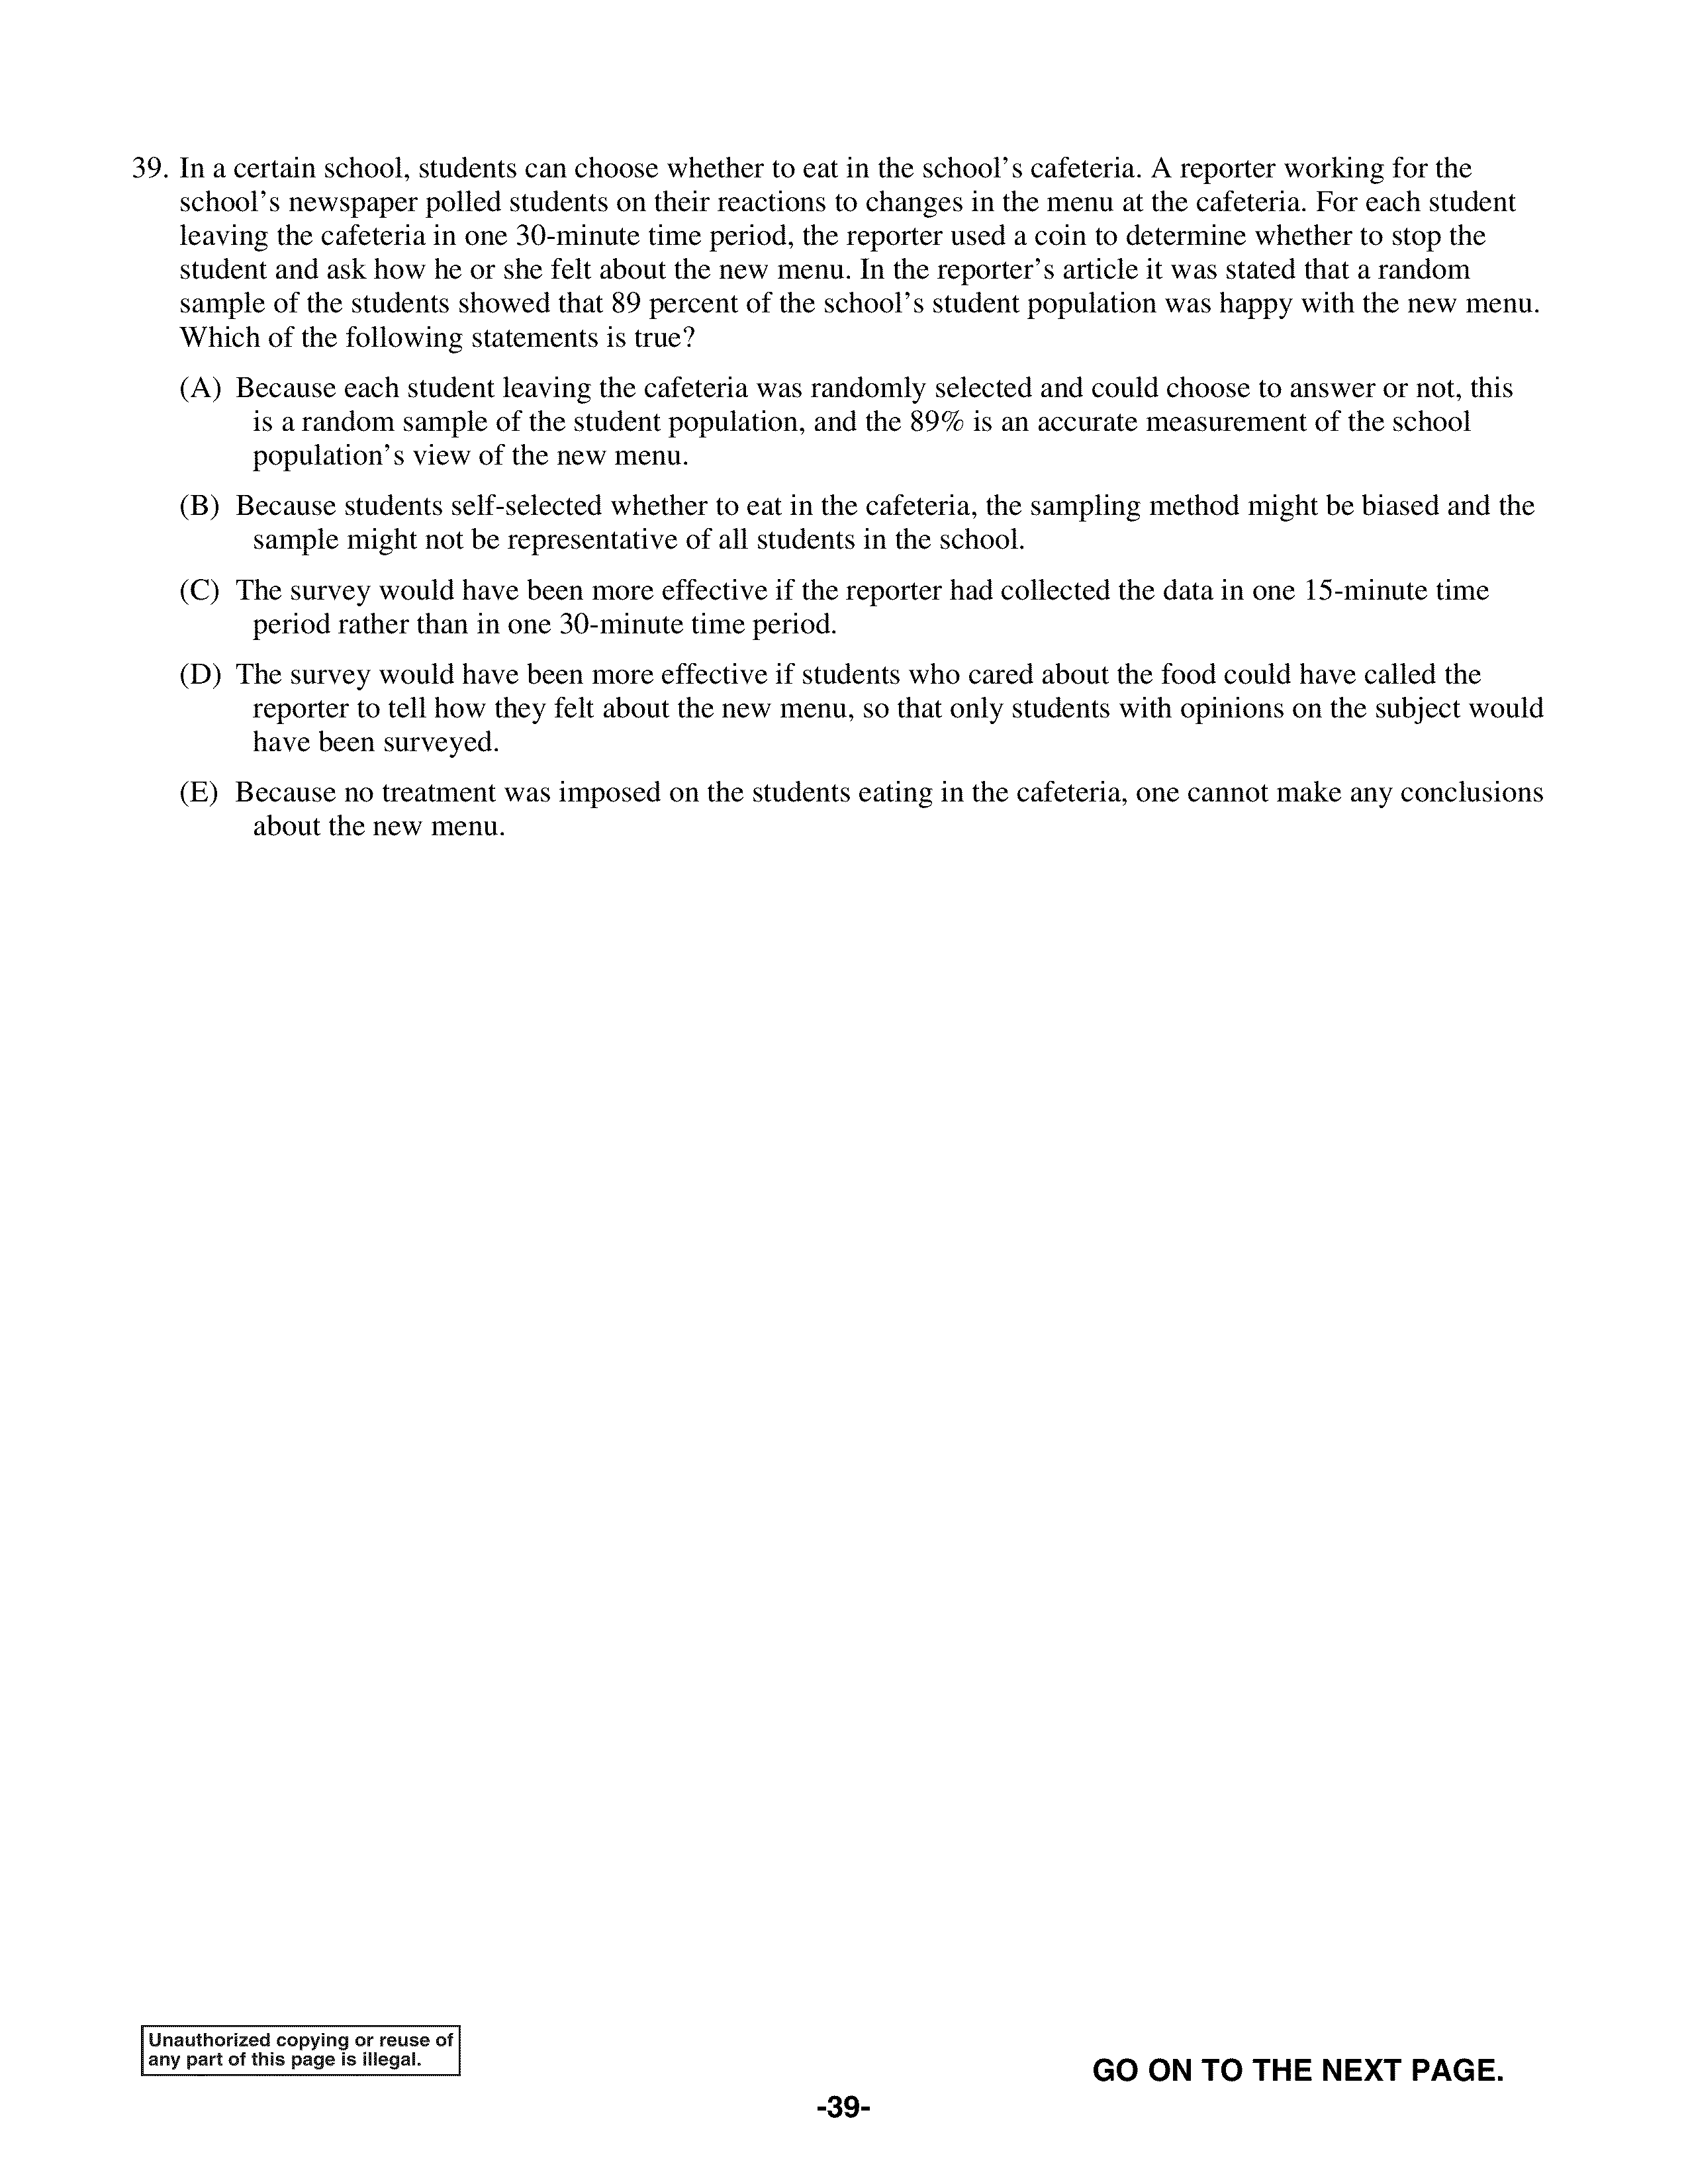 39. In a certain school, students can choose whether to eat in the school's cafeteria. A reporter working for the
school's newspaper polled students on their reactions to changes in the menu at the cafeteria. For each student
leaving the cafeteria in one 30-minute time period, the reporter used a coin to determine whether to stop the
student and ask how he or she felt about the new menu. In the reporter's article it was stated that a random
sample of the students showed that 89 percent of the school's student population was happy with the new menu.
Which of the following statements is true?
(A) Because each student leaving the cafeteria was randomly selected and could choose to answer or not, this
is a random sample of the student population, and the 89% is an accurate measurement of the school
population's view of the new menu.
(B) Because students self-selected whether to eat in the cafeteria, the sampling method might be biased and the
sample might not be representative of all students in the school.
(C) The survey would have been more effective if the reporter had collected the data in one 15-minute time
period rather than in one 30-minute time period.
(D) The survey would have been more effective if students who cared about the food could have called the
reporter to tell how they felt about the new menu, so that only students with opinions on the subject would
have been surveyed.
(E) Because no treatment was imposed on the students eating in the cafeteria, one cannot make any conclusions
about the new menu.
Unauthorized copying or reuse of
any part of this page is illegal.
GO ON TO THE NEXT PAGE.
-39-